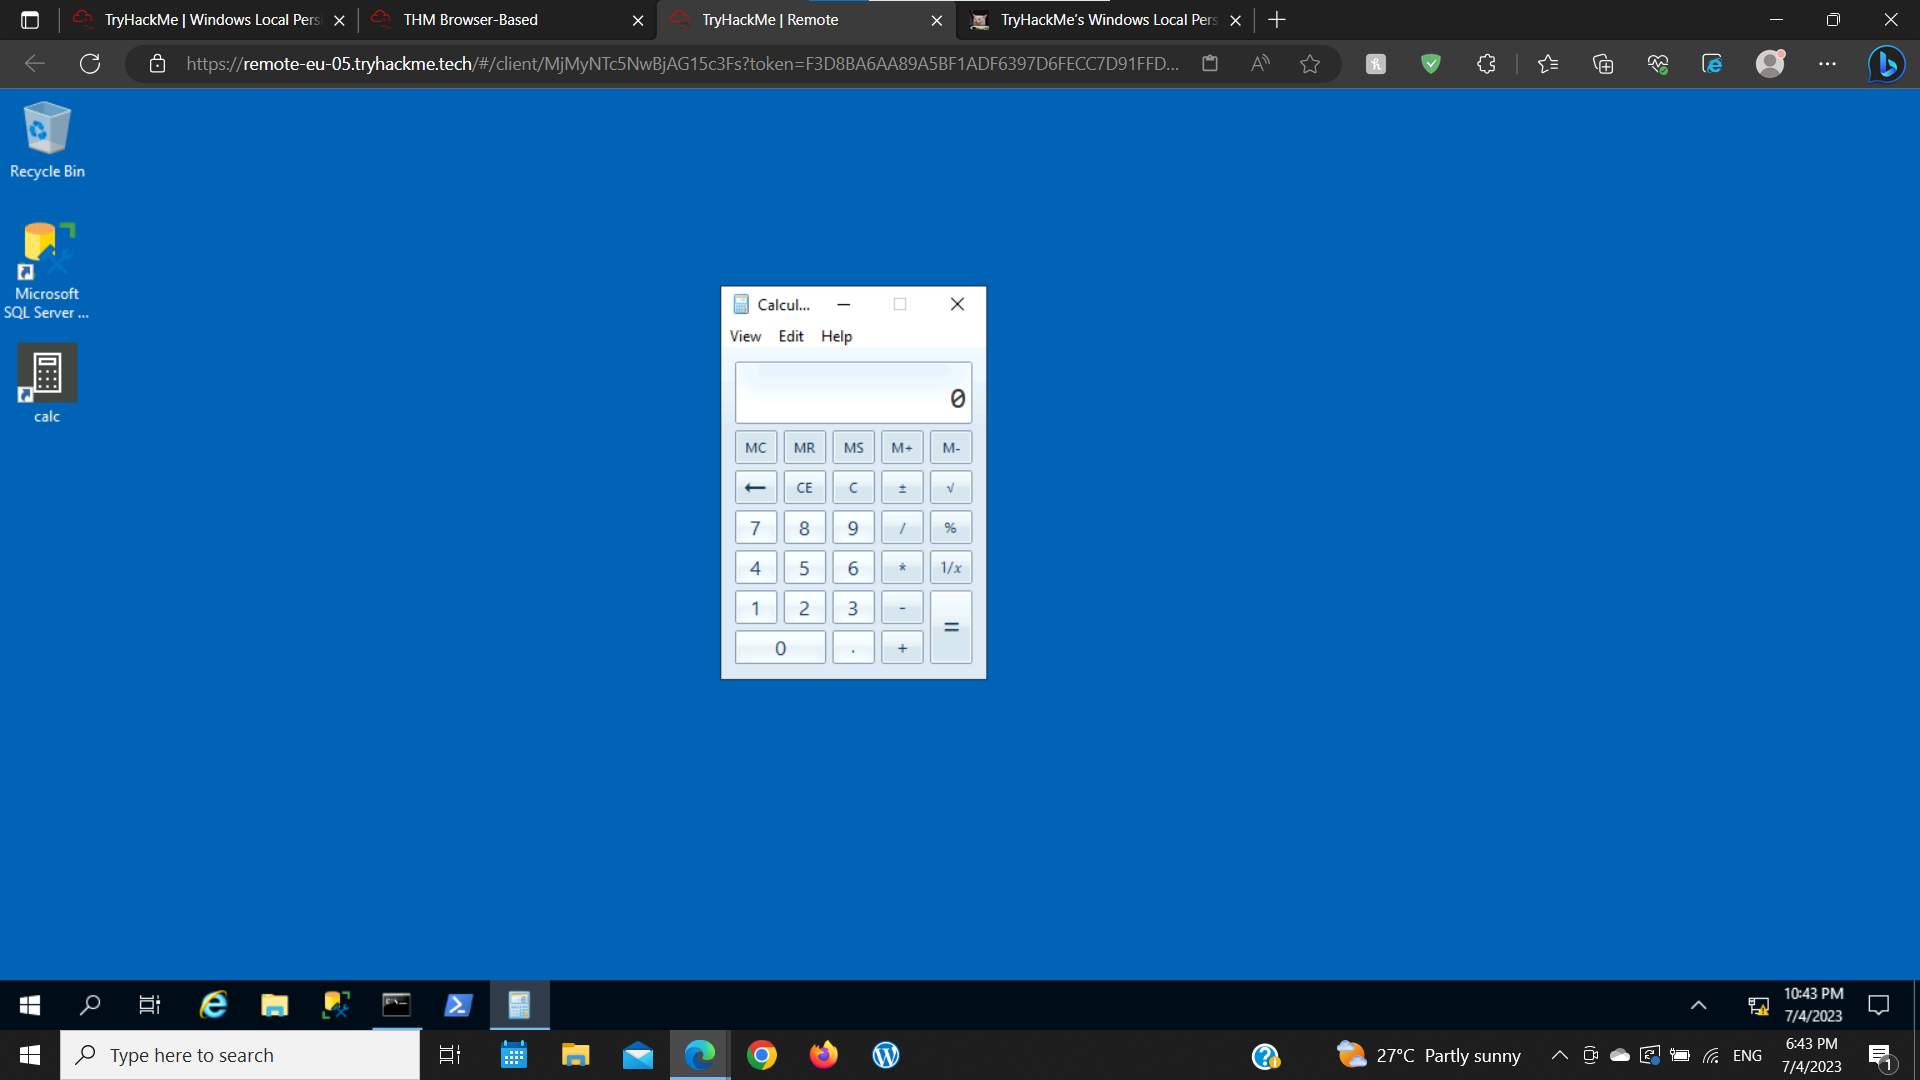 TryHackMe | Windows Local Pers
THM Browser-Based
TryHackMe | Remote
TryHackMe's Windows Local Pers
https://remote-eu-05.tryhackme.tech/#/client/MjMyNTc5NwBjAG15c3Fs?token=F3D8BA6AA89A5BF1ADF6397D6FECC7D91FFD...
Recycle Bin
Microsoft
SQL Server ...
calc
Calcul...
View Edit Help
0
MC MR MS M+ M-
← CE C ± √
7 8 9 / %
4 5 6 * 1/x
1 2 3 - =
0 . +
10:43 PM
7/4/2023
Type here to search
27°C Partly sunny
ENG
6:43 PM
7/4/2023
1